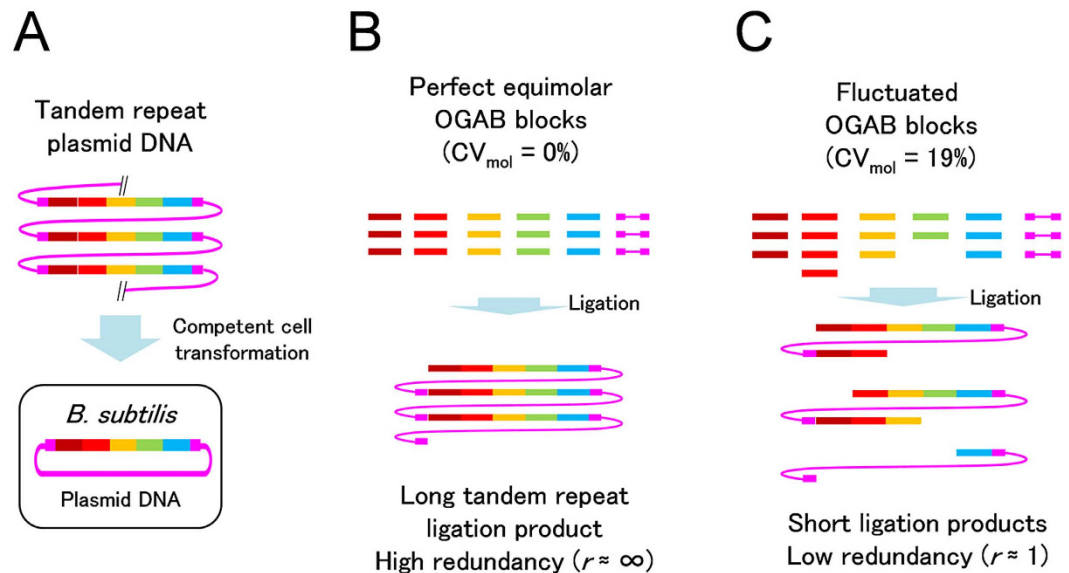 A
Tandem repeat
plasmid DNA
Competent cell
transformation
B. subtilis
Plasmid DNA
B
Perfect equimolar
OGAB blocks
(CVmol = 0%)
Ligation
Long tandem repeat
ligation product
High redundancy (r ≈ ∞)
C
Fluctuated
OGAB blocks
(CVmol = 19%)
Ligation
Short ligation products
Low redundancy (r ≈ 1)